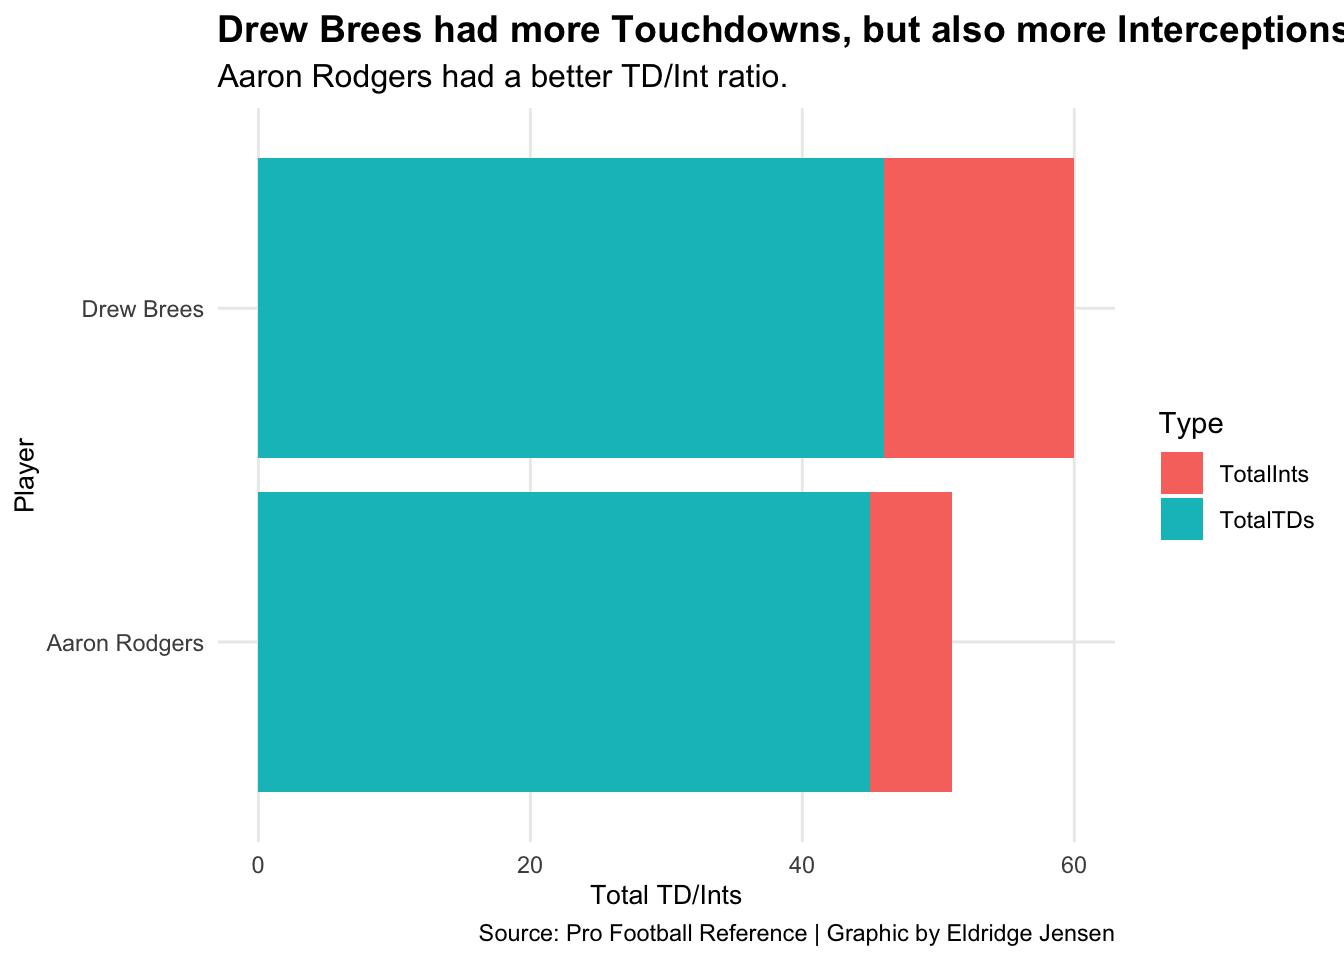 Drew Brees had more Touchdowns, but also more Interceptions
Aaron Rodgers had a better TD/Int ratio.
Drew Brees
Aaron Rodgers
Player
0 20 40 60
Total TD/Ints
Type
TotalInts
TotalTDs
Source: Pro Football Reference | Graphic by Eldridge Jensen